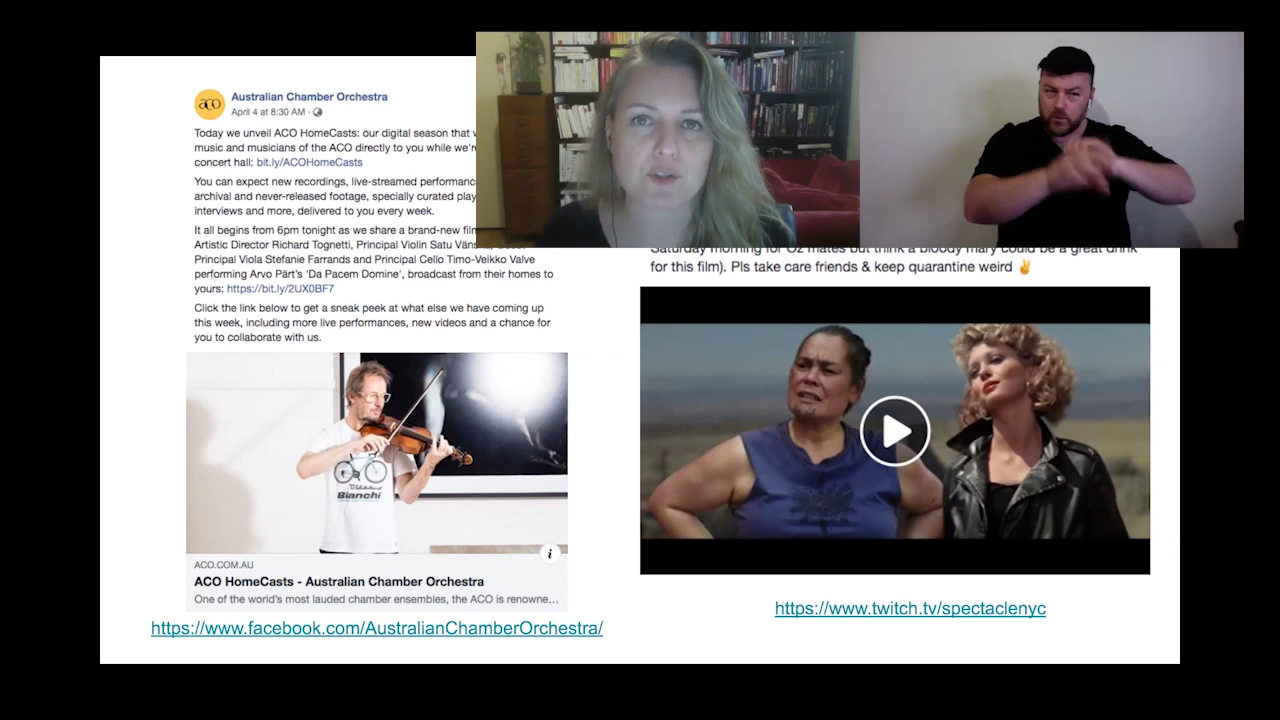 aco
Australian Chamber Orchestra
April 4 at 8:30 AM ·
Today we unveil ACO HomeCasts: our digital season that
music and musicians of the ACO directly to you while we're
concert hall: bit.ly/ACOHomeCasts
You can expect new recordings, live-streamed performanc
archival and never-released footage, specially curated play
interviews and more, delivered to you every week.
It all begins from 6pm tonight as we share a brand-new film
Artistic Director Richard Tognetti, Principal Violin Satu
Principal Viola Stefanie Farrands and Principal Cello Timo-Veikko Valve
performing Arvo Pärt's 'Da Pacem Domine', broadcast from their homes to
yours: https://bit.ly/2UX0BF7
Click the link below to get a sneak peek at what else we have coming up
this week, including more live performances, new videos and a chance for
you to collaborate with us.
Bianchi
i
ACO.COM.AU
ACO HomeCasts - Australian Chamber Orchestra
One of the world's most lauded chamber ensembles, the ACO is renowne...
https://www.facebook.com/AustralianChamberOrchestra/
Saturday morning for Oz mates but think a bloody mary could be a great drink
for this film). Pls take care friends & keep quarantine weird ✌
https://www.twitch.tv/spectaclenyc